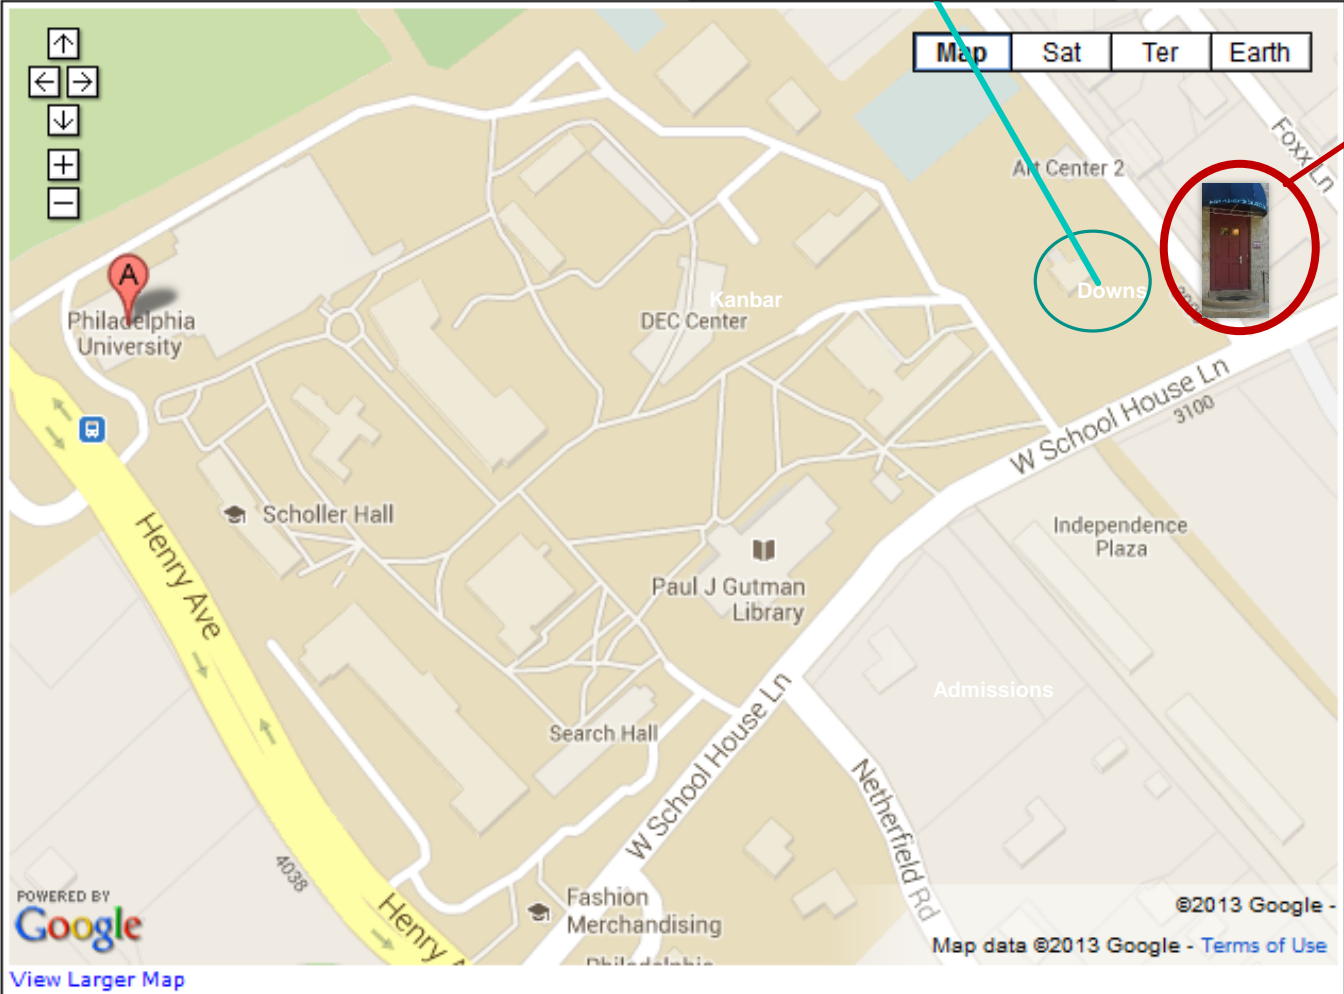 Map
Sat
Ter
Earth
Foxx Ln
Art Center 2
A
Philadelphia
University
Kanbar
DEC Center
Downs
W School House Ln
3100
Scholler Hall
Henry Ave
Independence
Plaza
Paul J Gutman
Library
Admissions
Search Hall
W School House Ln
Netherfield Rd
4038
Henry A
Fashion
Merchandising
Philadelphia
POWERED BY
Google
©2013 Google -
Map data ©2013 Google - Terms of Use
View Larger Map